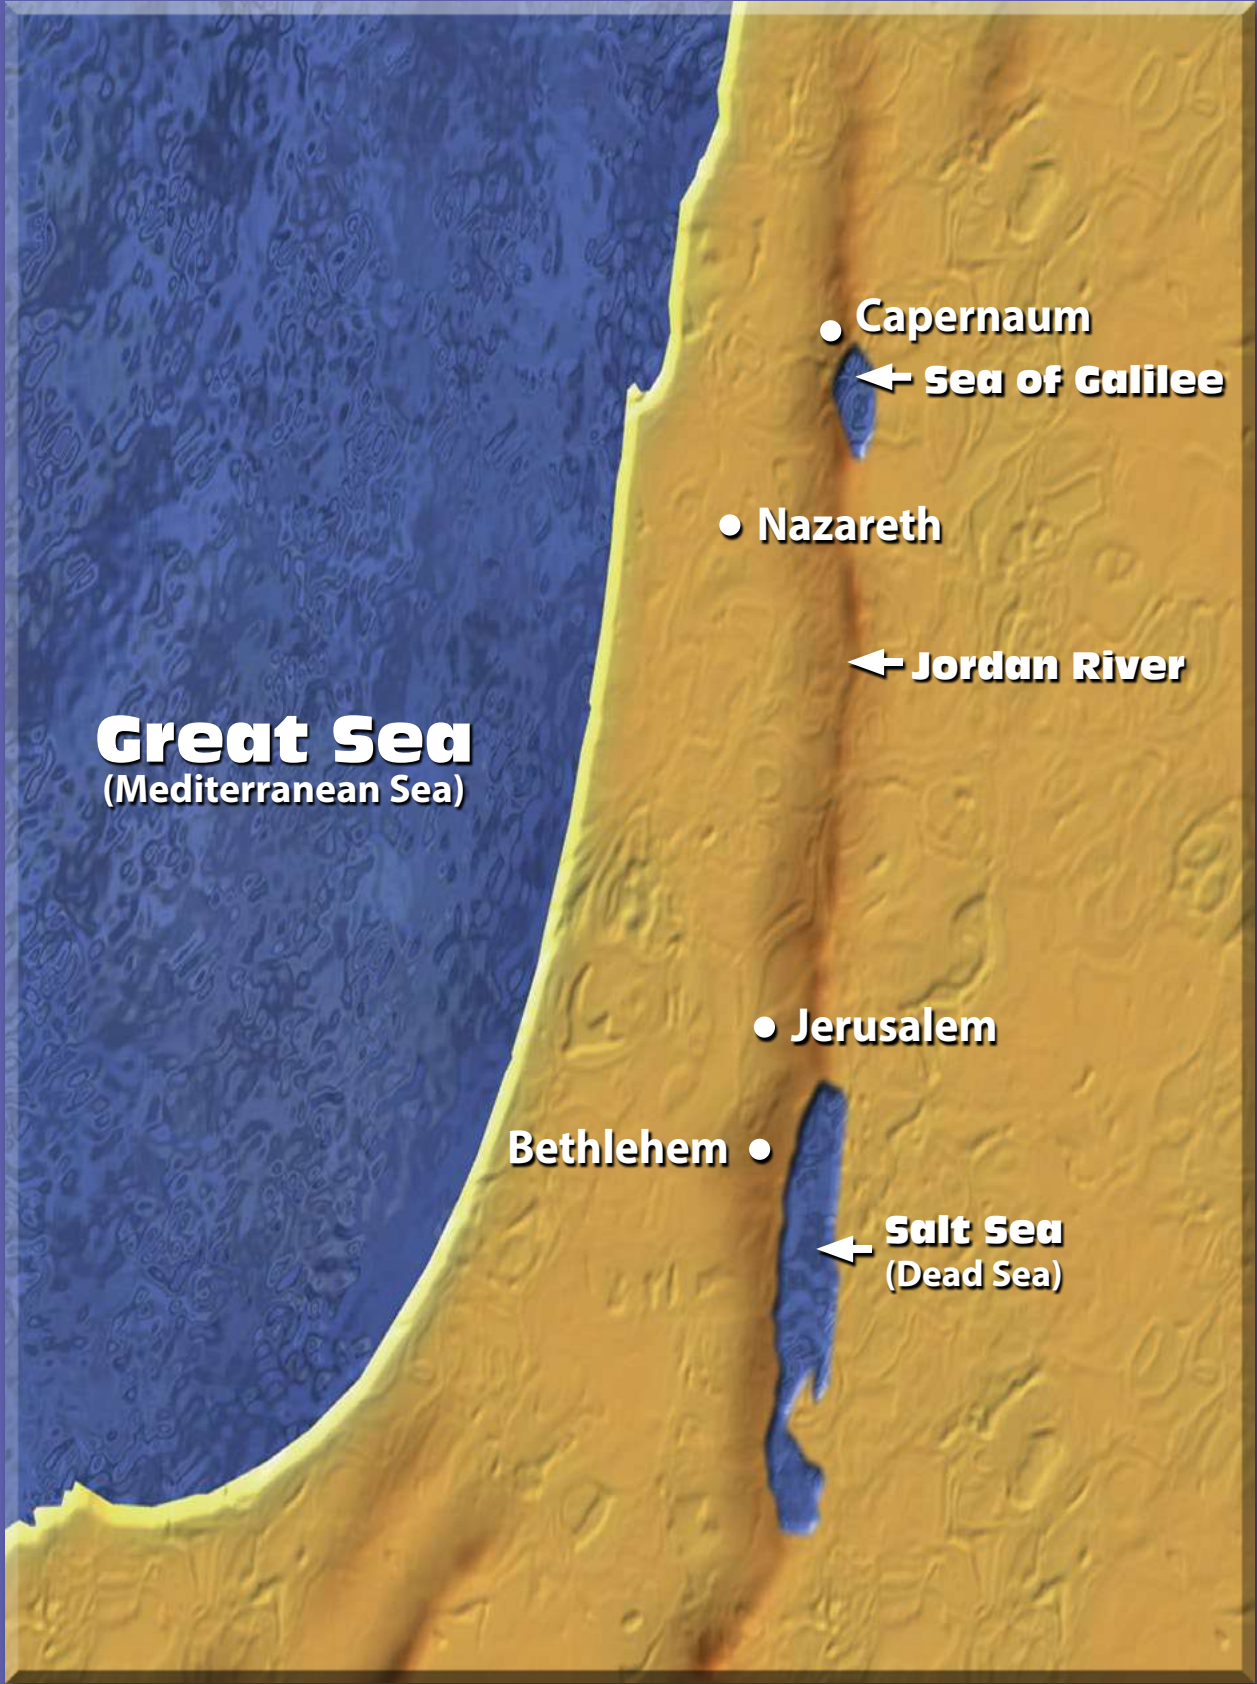 Capernaum
Sea of Galilee
Nazareth
Jordan River
Great Sea
(Mediterranean Sea)
Jerusalem
Bethlehem
Salt Sea
(Dead Sea)